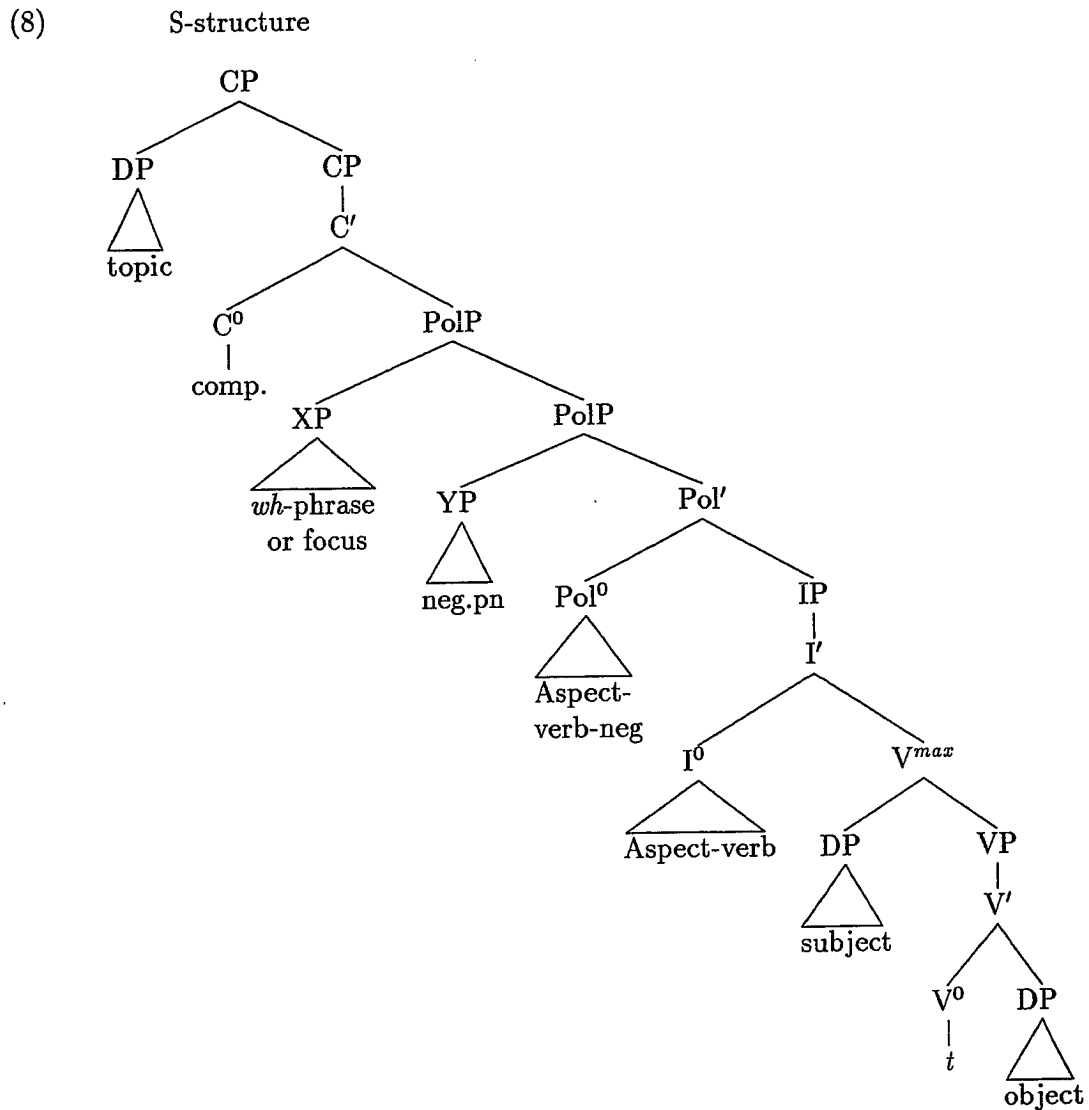 (8) S-structure
CP
DP CP
topic C′
C⁰ PolP
comp.
XP PolP
wh-phrase
or focus
YP Pol′
neg.pn
Pol⁰ IP
Aspect-
verb-neg
I′
I⁰ Vᵐᵃˣ
Aspect-verb DP VP
subject V′
V⁰ DP
t object